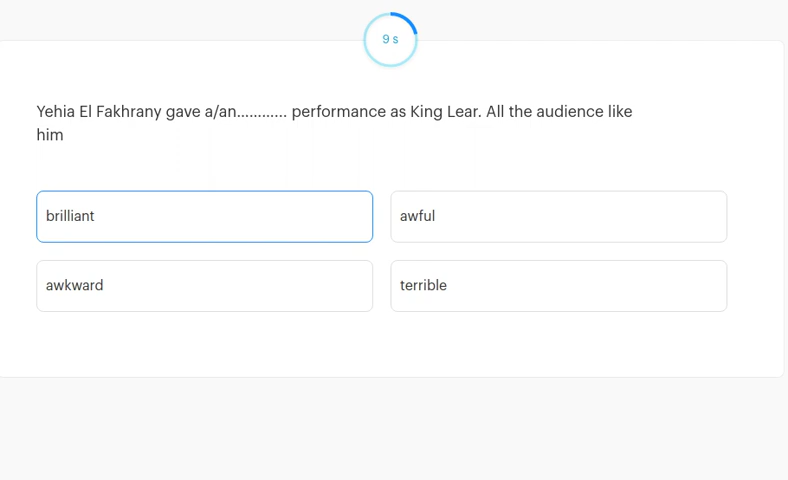 9 s
Yehia El Fakhrany gave a/an............ performance as King Lear. All the audience like
him
brilliant
awful
awkward
terrible